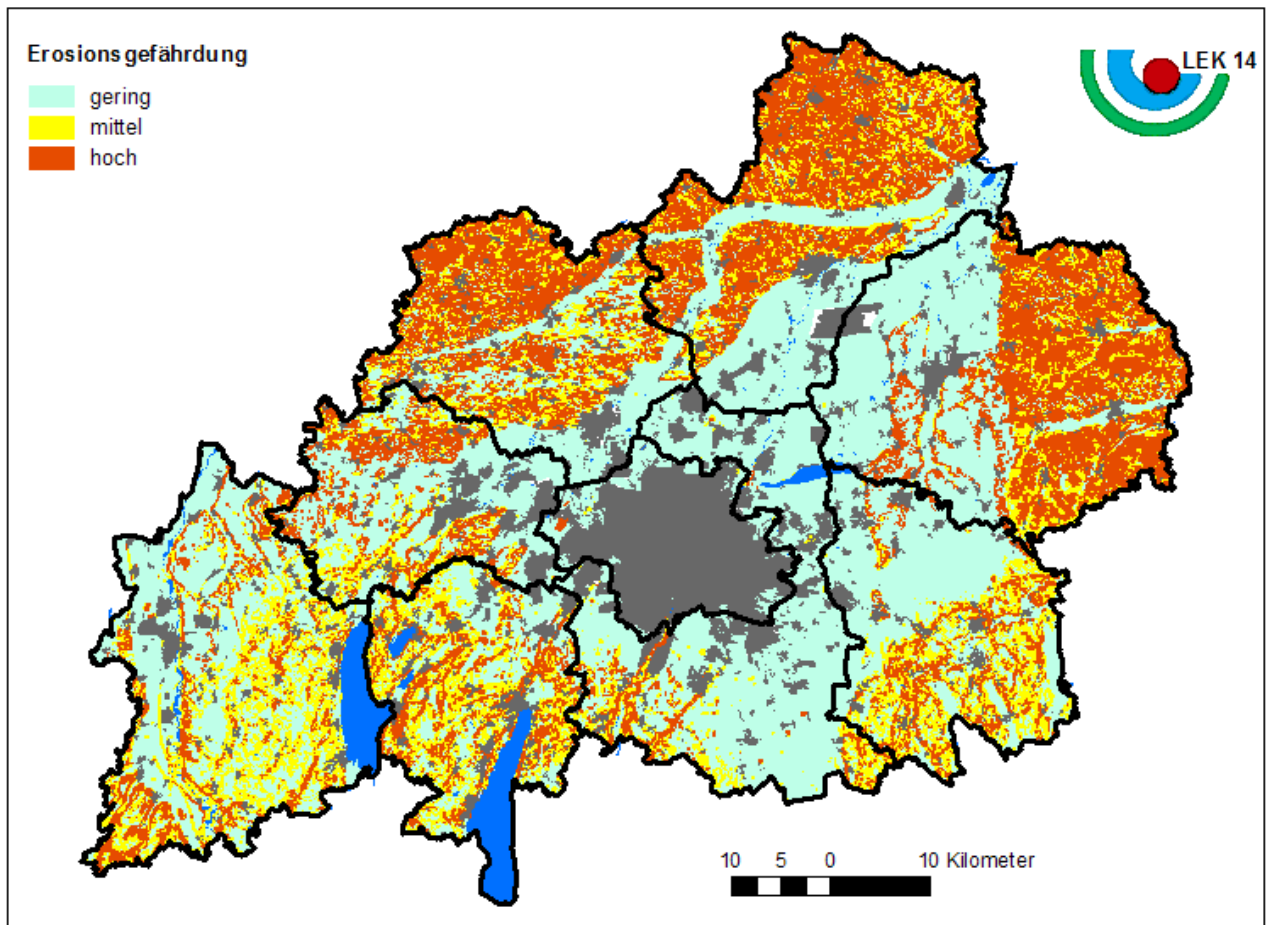 Erosionsgefährdung
gering
mittel
hoch
LEK 14
10 5 0 10 Kilometer